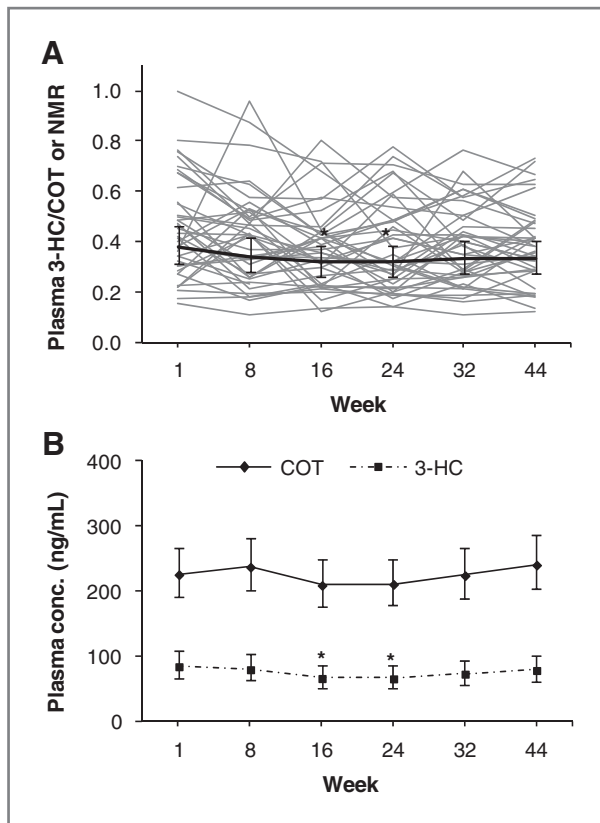 A
Plasma 3-HC/COT or NMR
1.0
0.8
0.6
0.4
0.2
0.0
* *
1 8 16 24 32 44
Week
B
Plasma conc. (ng/mL)
400
300
200
100
0
COT 3-HC
* *
1 8 16 24 32 44
Week